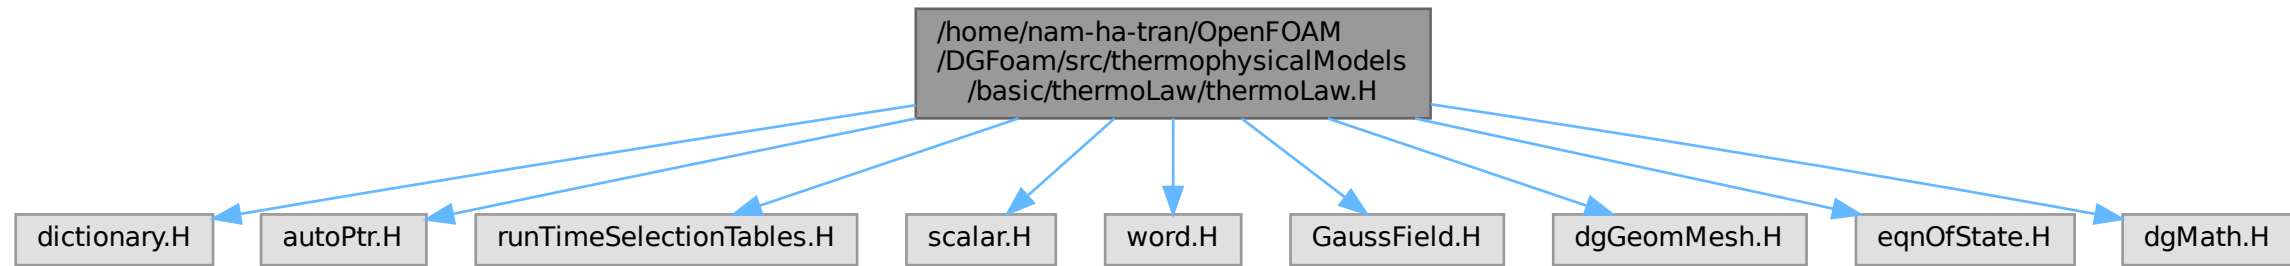 /home/nam-ha-tran/OpenFOAM
/DGFoam/src/thermophysicalModels
/basic/thermoLaw/thermoLaw.H
dictionary.H
autoPtr.H
runTimeSelectionTables.H
scalar.H
word.H
GaussField.H
dgGeomMesh.H
eqnOfState.H
dgMath.H